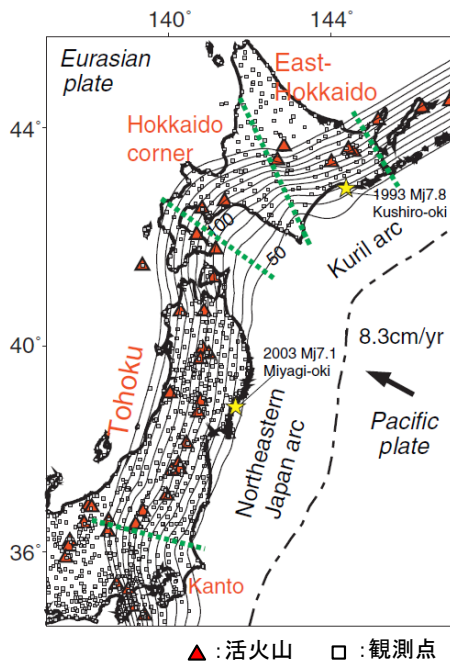 140
144
Eurasian
plate
East-
Hokkaido
44
Hokkaido
corner
100
50
1993 Mj7.8
Kushiro-oki
Kuril arc
40
8.3cm/yr
2003 Mj7.1
Miyagi-oki
Tohoku
Pacific
plate
Northeastern
Japan arc
36
Kanto
:活火山
:観測点